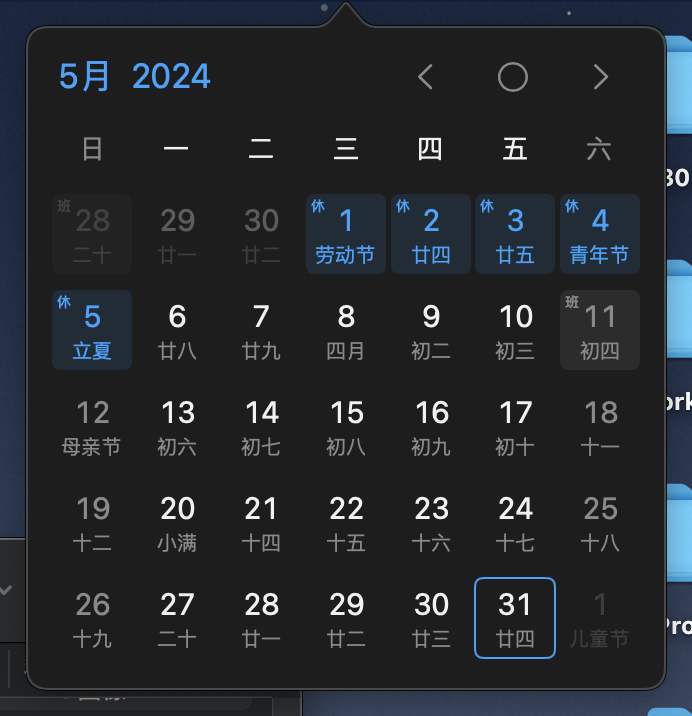 5月 2024
日 一 二 三 四 五 六
班 28 29 30 休 1 休 2 休 3 休 4
二十 廿一 廿二 劳动节 廿四 廿五 青年节
休 5 6 7 8 9 10 班 11
立夏 廿八 廿九 四月 初二 初三 初四
12 13 14 15 16 17 18
母亲节 初六 初七 初八 初九 初十 十一
19 20 21 22 23 24 25
十二 小满 十四 十五 十六 十七 十八
26 27 28 29 30 31 1
十九 二十 廿一 廿二 廿三 廿四 儿童节